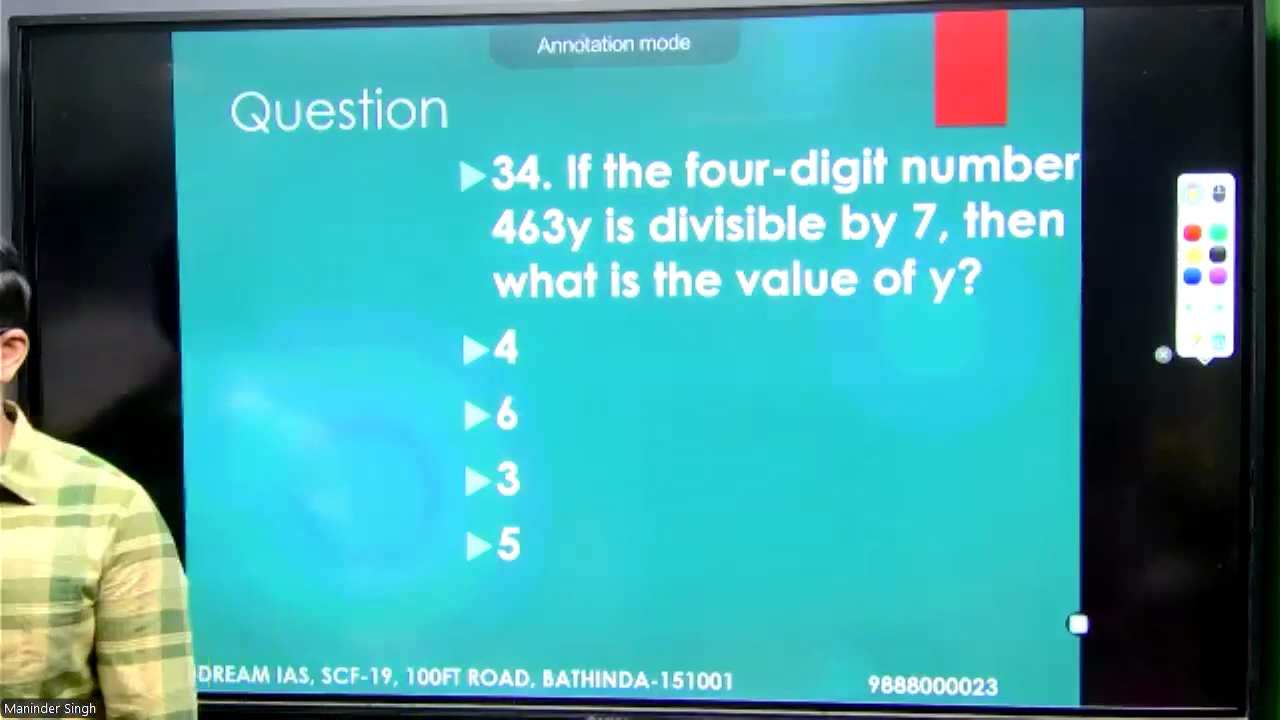 Annotation mode
Question
34. If the four-digit number
463y is divisible by 7, then
what is the value of y?
4
6
3
5
DREAM IAS, SCF-19, 100FT ROAD, BATHINDA-151001
9888000023
Maninder Singh